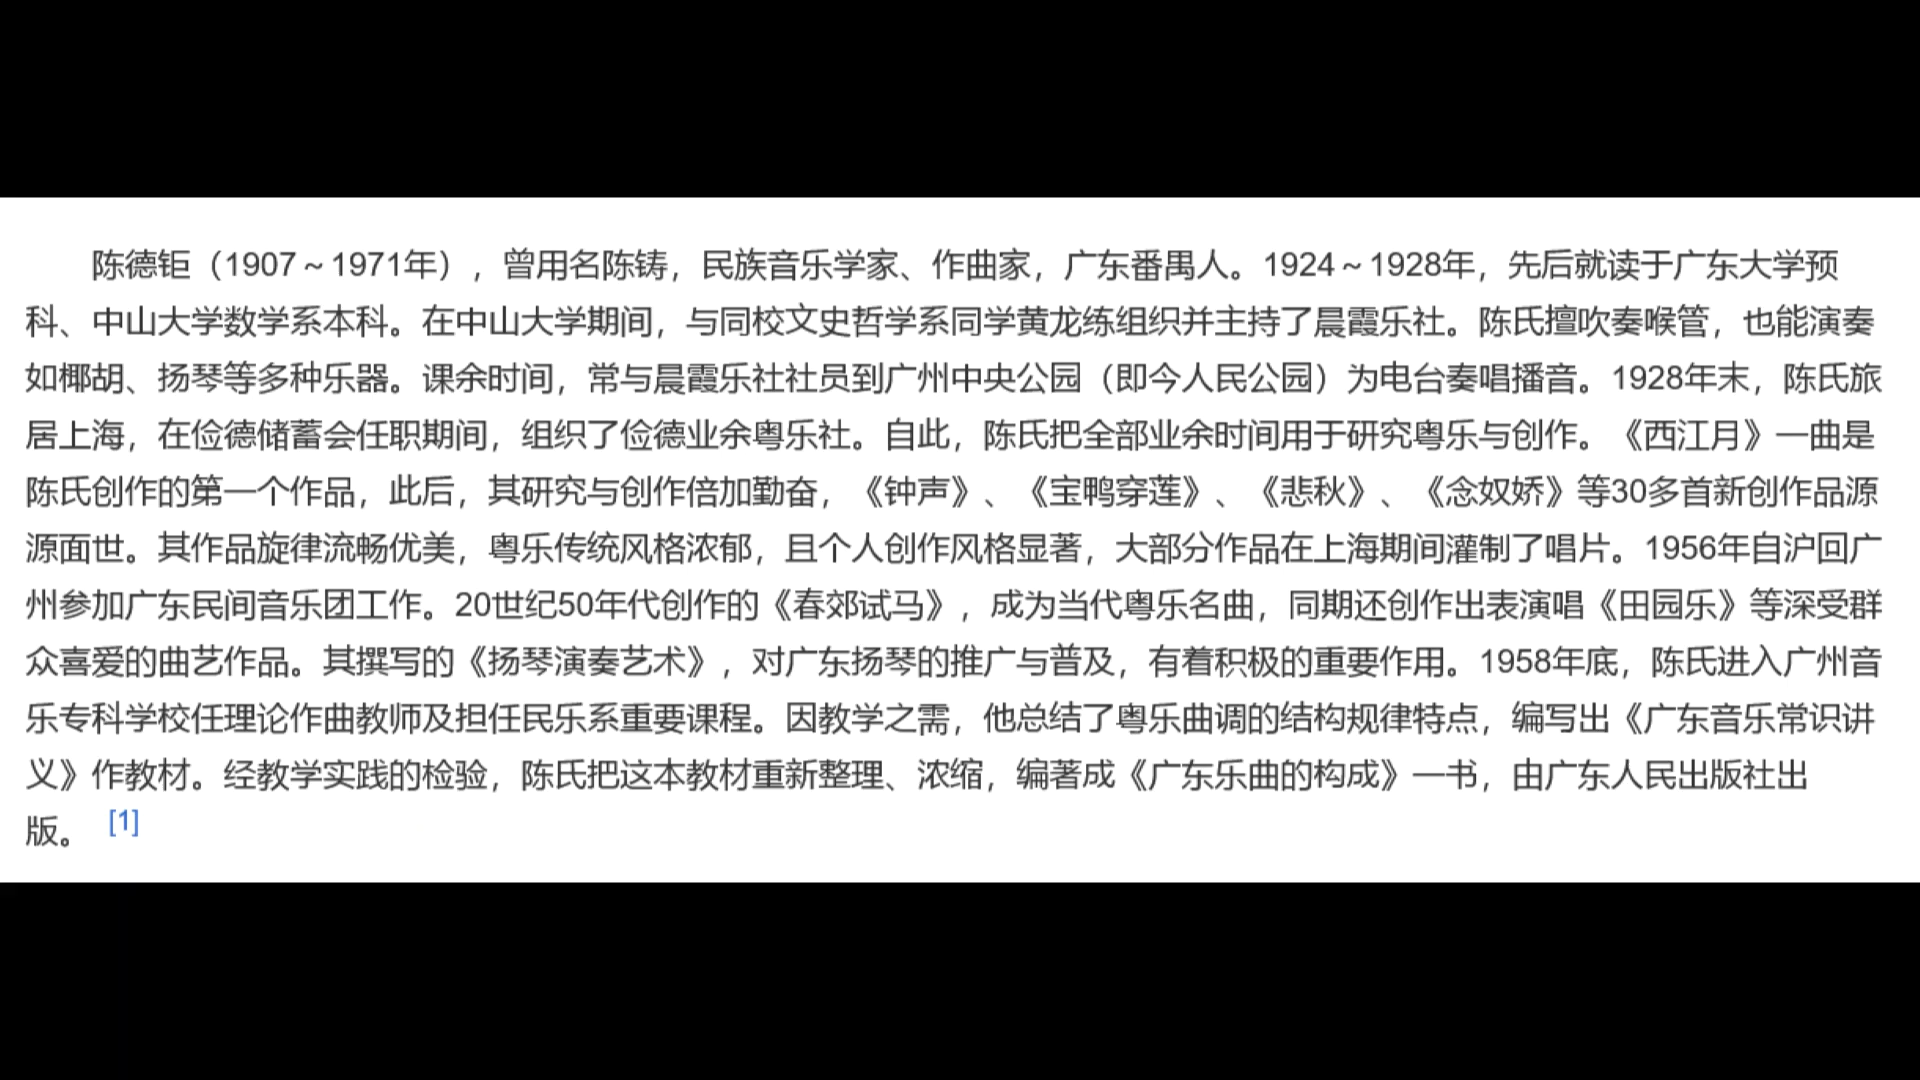 陈德钜（1907～1971年），曾用名陈铸，民族音乐学家、作曲家，广东番禺人。1924～1928年，先后就读于广东大学预
科、中山大学数学系本科。在中山大学期间，与同校文史哲学系同学黄龙练组织并主持了晨霞乐社。陈氏擅吹奏喉管，也能演奏
如椰胡、扬琴等多种乐器。课余时间，常与晨霞乐社社员到广州中央公园（即今人民公园）为电台奏唱播音。1928年末，陈氏旅
居上海，在俭德储蓄会任职期间，组织了俭德业余粤乐社。自此，陈氏把全部业余时间用于研究粤乐与创作。《西江月》一曲是
陈氏创作的第一个作品，此后，其研究与创作倍加勤奋，《钟声》、《宝鸭穿莲》、《悲秋》、《念奴娇》等30多首新创作品源
源面世。其作品旋律流畅优美，粤乐传统风格浓郁，且个人创作风格显著，大部分作品在上海期间灌制了唱片。1956年自沪回广
州参加广东民间音乐团工作。20世纪50年代创作的《春郊试马》，成为当代粤乐名曲，同期还创作出表演唱《田园乐》等深受群
众喜爱的曲艺作品。其撰写的《扬琴演奏艺术》，对广东扬琴的推广与普及，有着积极的重要作用。1958年底，陈氏进入广州音
乐专科学校任理论作曲教师及担任民乐系重要课程。因教学之需，他总结了粤乐曲调的结构规律特点，编写出《广东音乐常识讲
义》作教材。经教学实践的检验，陈氏把这本教材重新整理、浓缩，编著成《广东乐曲的构成》一书，由广东人民出版社出
版。 [1]